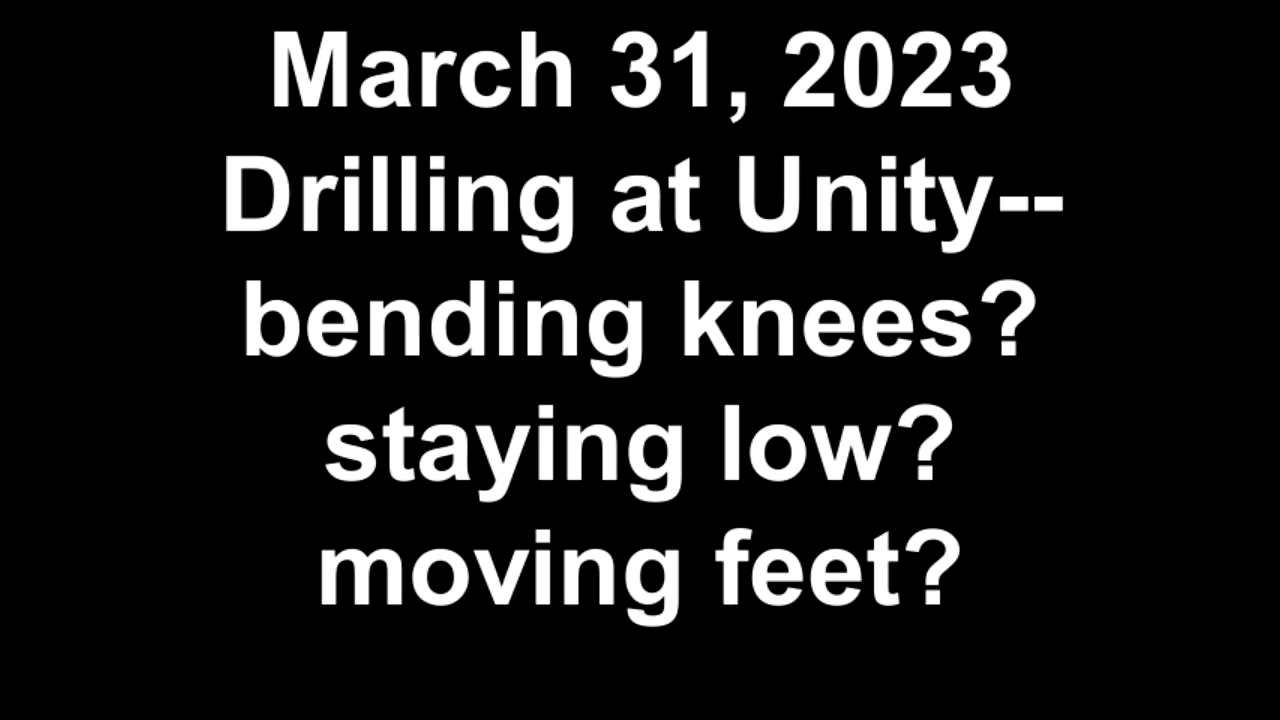 March 31, 2023
Drilling at Unity--
bending knees?
staying low?
moving feet?